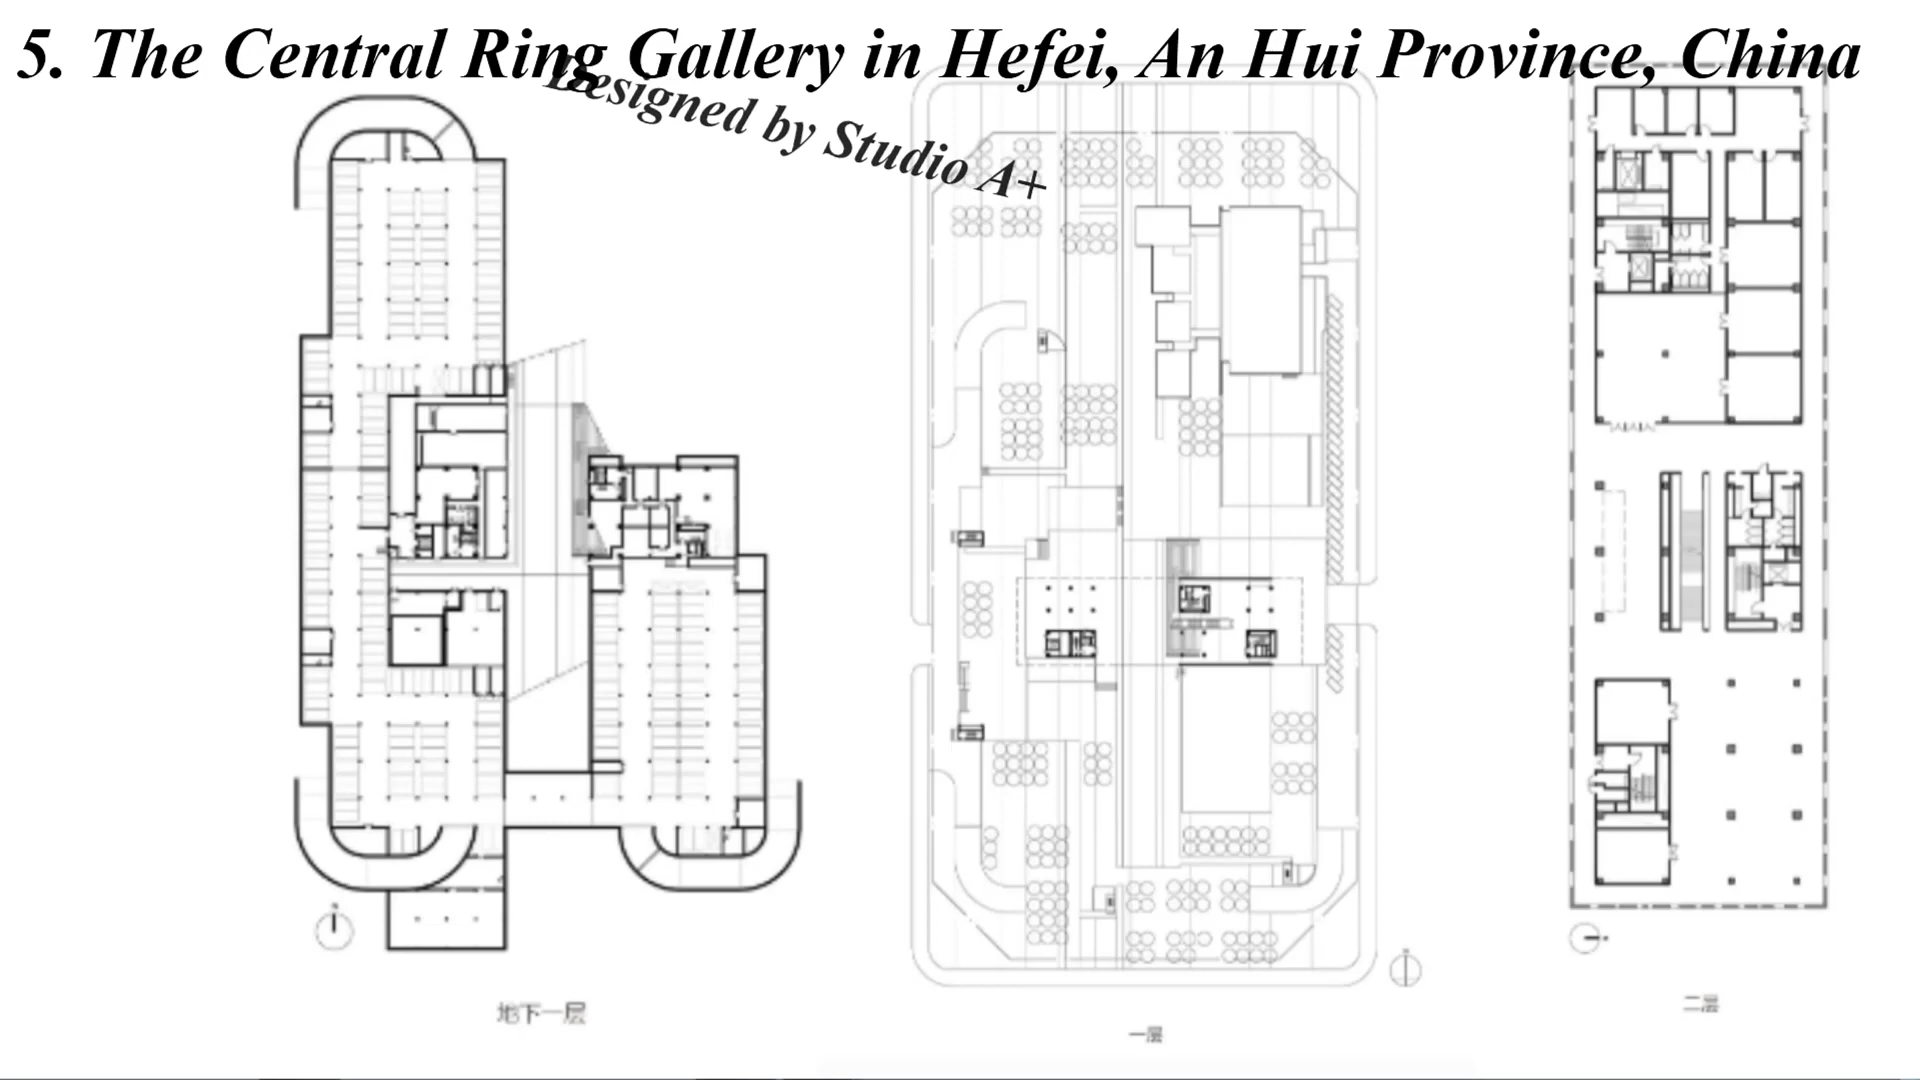 5. The Central Ring Gallery in Hefei, An Hui Province, China
Designed by Studio A+
地下一层
一层
二层